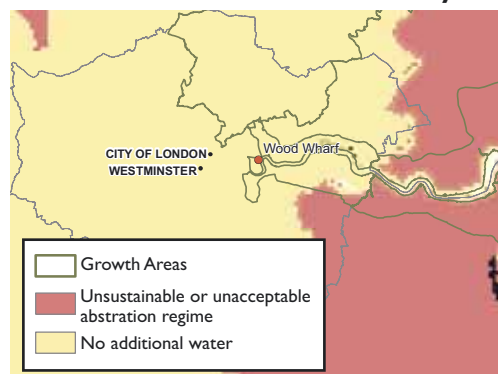 CITY OF LONDON
WESTMINSTER
Wood Wharf
Growth Areas
Unsustainable or unacceptable
abstration regime
No additional water